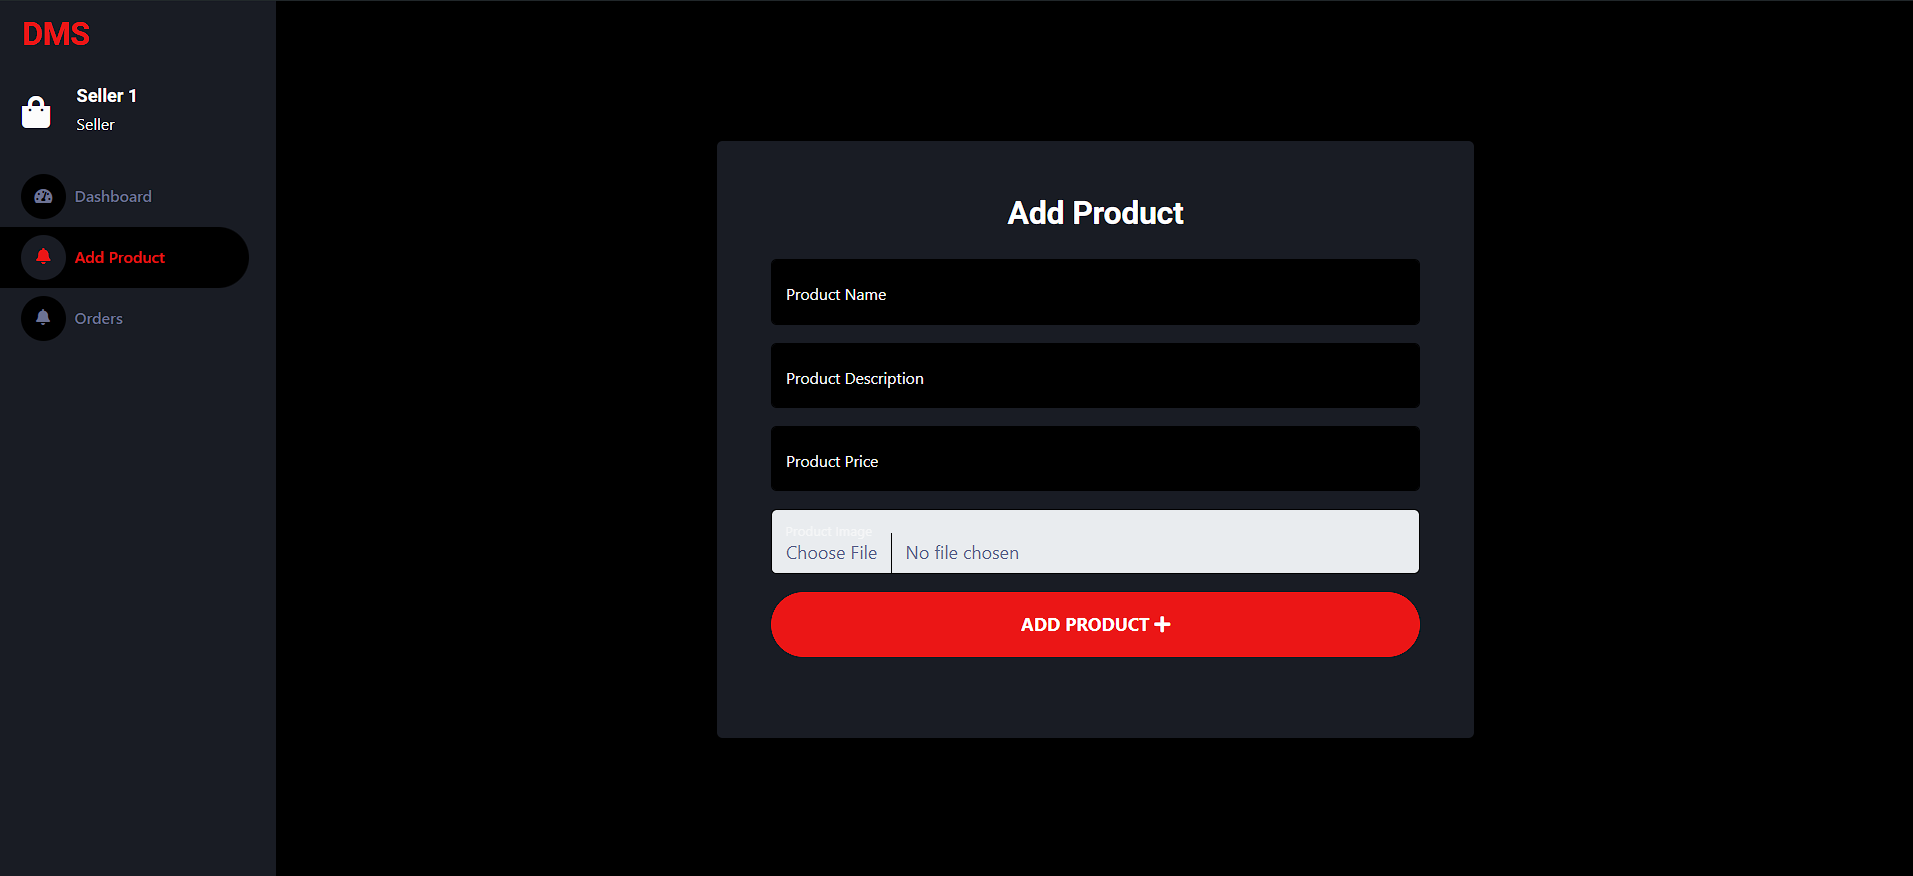 DMS
Seller 1
Seller
Dashboard
Add Product
Orders
Add Product
Product Name
Product Description
Product Price
Product Image
Choose File
No file chosen
ADD PRODUCT +